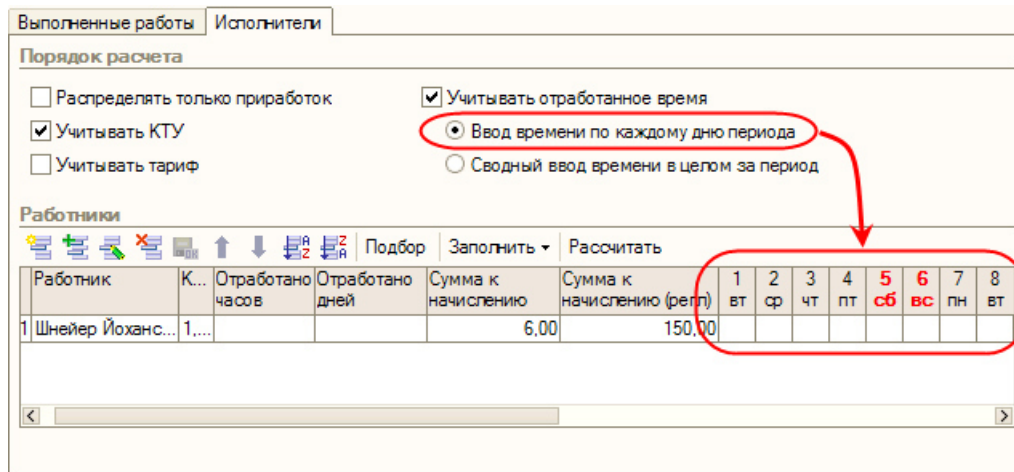 Выполненные работы Исполнители
Порядок расчета
Распределять только приработок Учитывать отработанное время
Учитывать КТУ Ввод времени по каждому дню периода
Учитывать тариф Сводный ввод времени в целом за период
Работники
Подбор Заполнить Рассчитать
Работник К... Отработано Отработано Сумма к Сумма к 1 2 3 4 5 6 7 8
часов дней начислению начислению (регл) вт ср чт пт сб вс пн вт
1 Шнейер Йоханс... 1,... 6,00 150,00